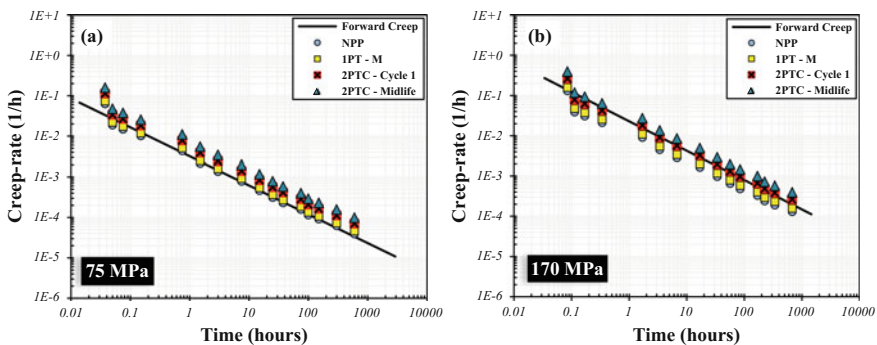 (a)
Forward Creep
NPP
1PT - M
2PTC - Cycle 1
2PTC - Midlife
1E+1
1E+0
1E-1
1E-2
1E-3
1E-4
1E-5
1E-6
Creep-rate (1/h)
75 MPa
0.01 0.1 1 10 100 1000 10000
Time (hours)
(b)
Forward Creep
NPP
1PT - M
2PTC - Cycle 1
2PTC - Midlife
1E+1
1E+0
1E-1
1E-2
1E-3
1E-4
1E-5
1E-6
Creep-rate (1/h)
170 MPa
0.01 0.1 1 10 100 1000 10000
Time (hours)